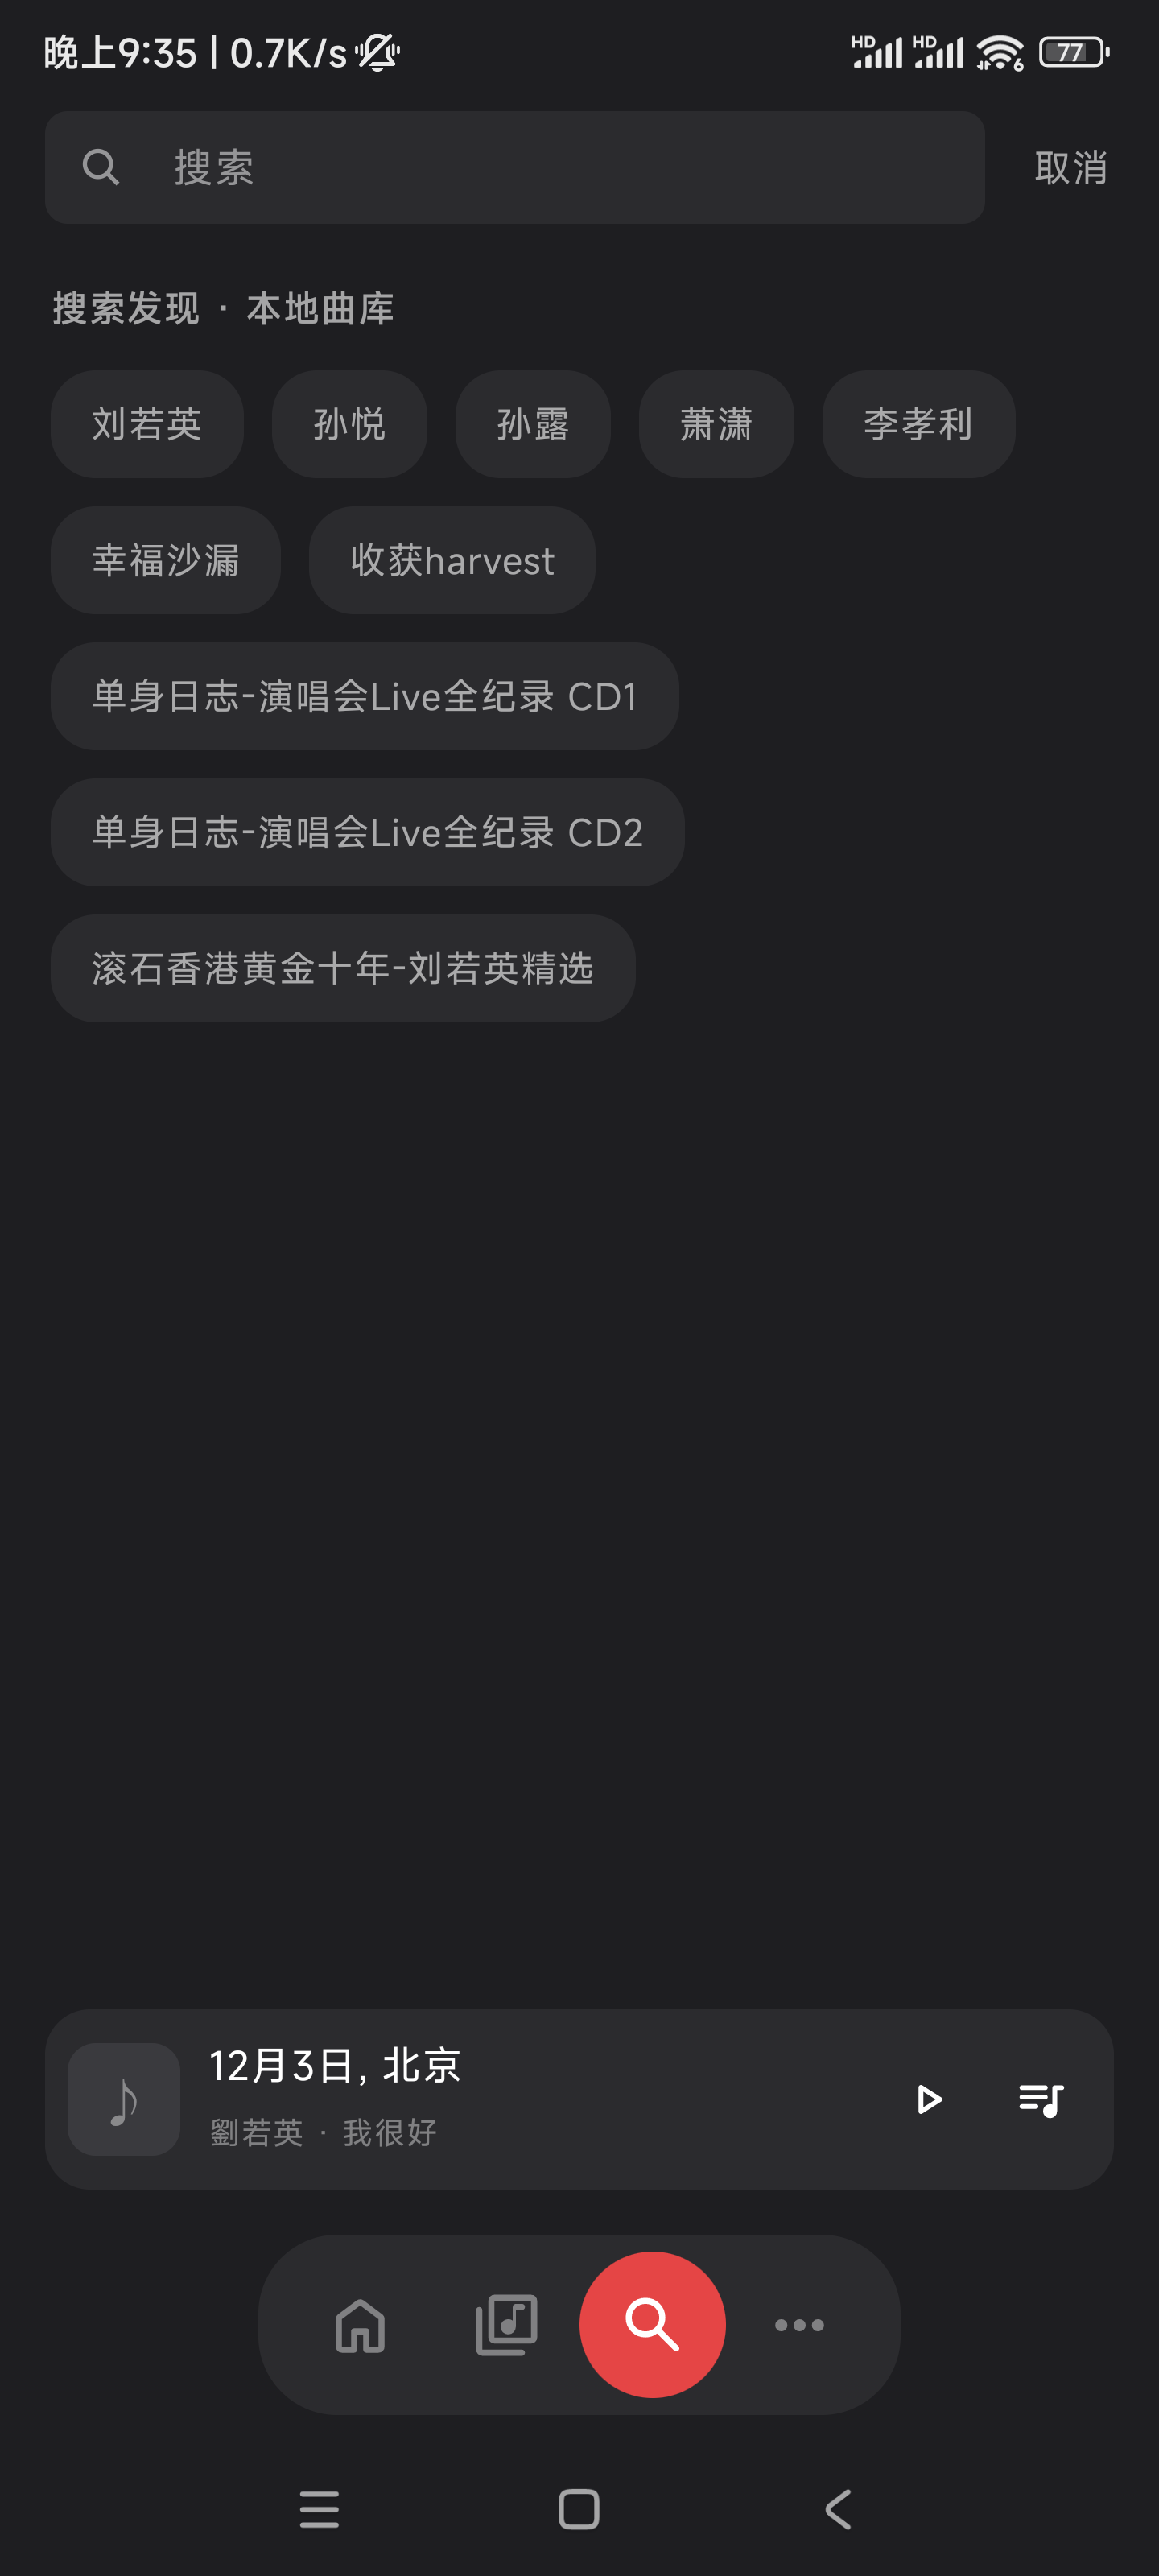 晚上9:35 | 0.7K/s HD HD 6 77
搜索 取消
搜索发现 · 本地曲库
刘若英 孙悦 孙露 萧潇 李孝利
幸福沙漏 收获harvest
单身日志-演唱会Live全纪录 CD1
单身日志-演唱会Live全纪录 CD2
滚石香港黄金十年-刘若英精选
12月3日, 北京
劉若英 · 我很好